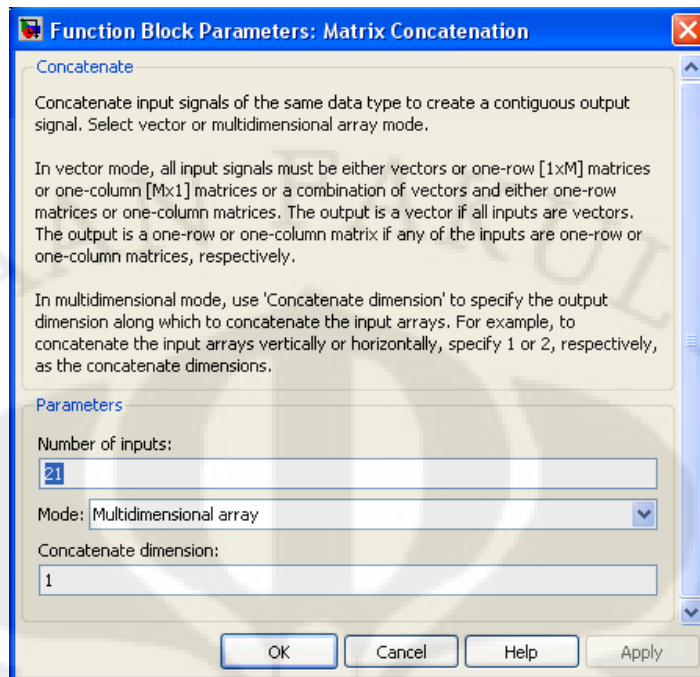 Function Block Parameters: Matrix Concatenation
Concatenate
Concatenate input signals of the same data type to create a contiguous output
signal. Select vector or multidimensional array mode.
In vector mode, all input signals must be either vectors or one-row [1xM] matrices
or one-column [Mx1] matrices or a combination of vectors and either one-row
matrices or one-column matrices. The output is a vector if all inputs are vectors.
The output is a one-row or one-column matrix if any of the inputs are one-row or
one-column matrices, respectively.
In multidimensional mode, use 'Concatenate dimension' to specify the output
dimension along which to concatenate the input arrays. For example, to
concatenate the input arrays vertically or horizontally, specify 1 or 2, respectively,
as the concatenate dimensions.
Parameters
Number of inputs:
21
Mode: Multidimensional array
Concatenate dimension:
1
OK Cancel Help Apply